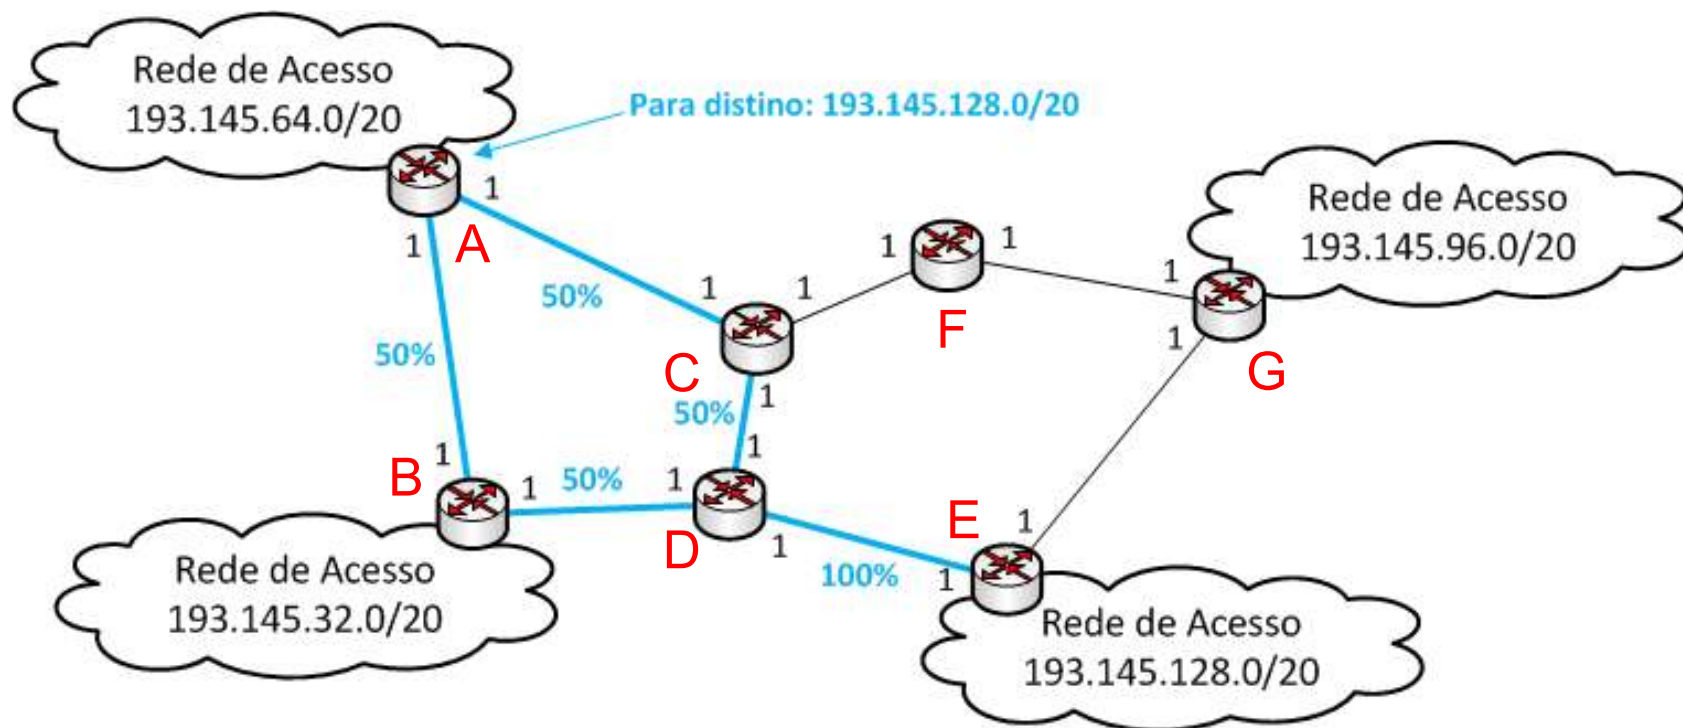 Rede de Acesso
193.145.64.0/20
Para distino: 193.145.128.0/20
Rede de Acesso
193.145.96.0/20
1
A
1
1
1
1
F
1
1
1
50%
1
1
C
G
50%
50%
1
1
B
1
50%
1
1
D
1
100%
E
1
1
Rede de Acesso
193.145.32.0/20
Rede de Acesso
193.145.128.0/20